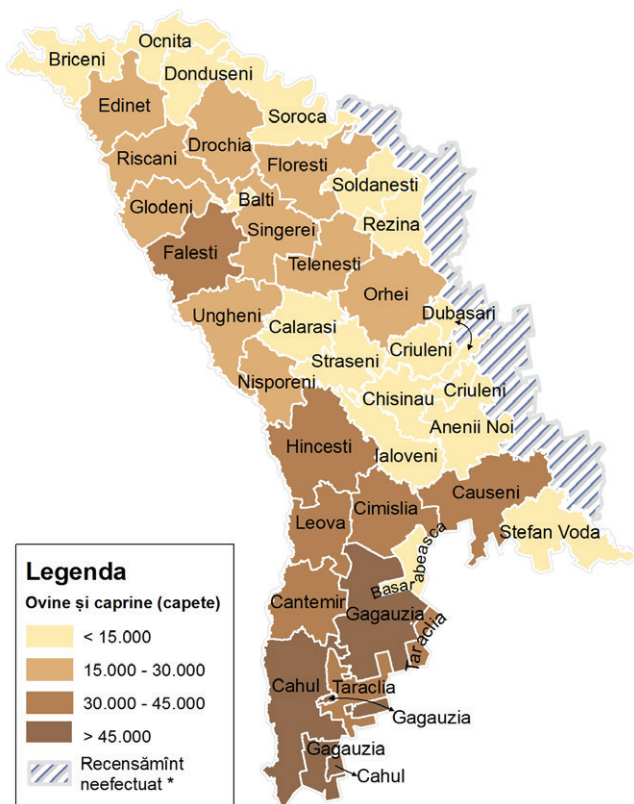 Ocnita
Briceni
Donduseni
Edinet
Soroca
Drochia
Riscani
Floresti
Soldanesti
Glodeni
Balti
Rezina
Singerei
Falesti
Telenesti
Orhei
Dubasari
Ungheni
Calarasi
Criuleni
Straseni
Nisporeni
Chisinau
Criuleni
Anenii Noi
Hincesti
Ialoveni
Causeni
Cimislia
Leova
Stefan Voda
Basarabeasca
Cantemir
Gagauzia
Taraclia
Cahul
Taraclia
Gagauzia
Gagauzia
Cahul
Legenda
Ovine și caprine (capete)
< 15.000
15.000 - 30.000
30.000 - 45.000
> 45.000
Recensămînt
neefectuat *